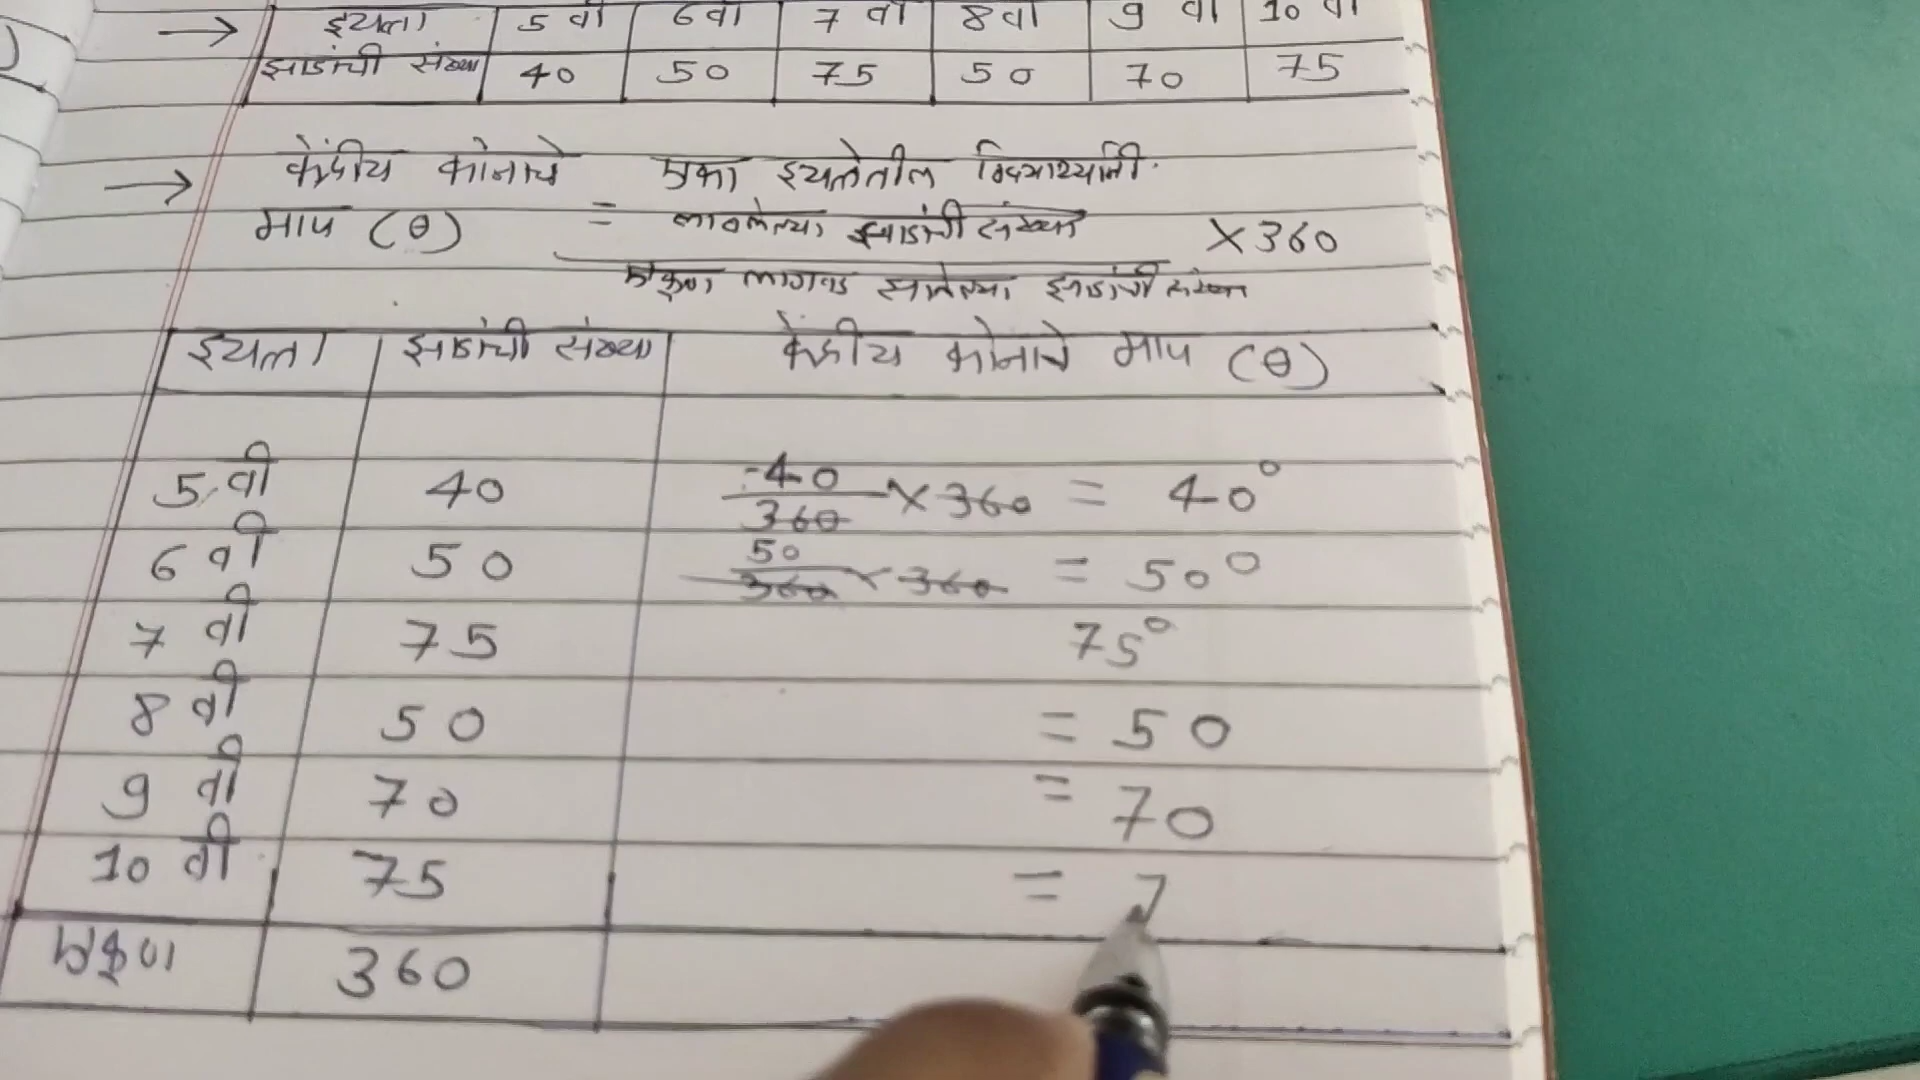 इयत्ता 5 वी 6 वी 7 वी 8 वी 9 वी 10 वी
झाडांची संख्या 40 50 75 50 70 75
केंद्रीय कोनाचे एका इयत्तेतील विद्यार्थ्यांनी
माप (θ) = लावलेल्या झाडांची संख्या × 360
एकूण लागवड झालेल्या झाडांची संख्या
इयत्ता झाडांची संख्या केंद्रीय कोनाचे माप (θ)
5 वी 40 40/360 × 360 = 40°
6 वी 50 50/360 × 360 = 50°
7 वी 75 75°
8 वी 50 = 50
9 वी 70 = 70
10 वी 75 = 7
एकूण 360